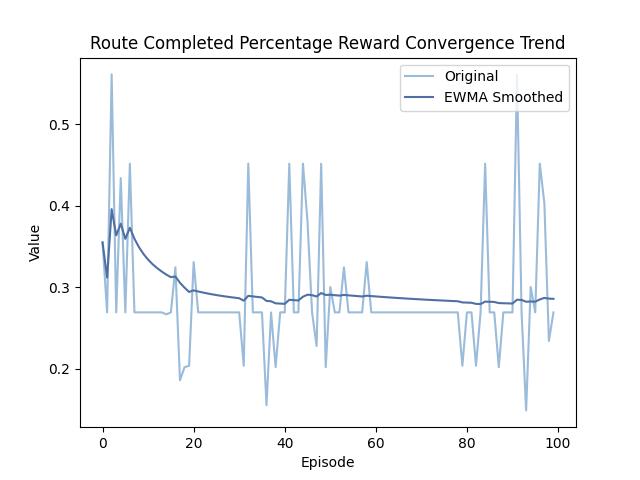 Route Completed Percentage Reward Convergence Trend
Original
EWMA Smoothed
Value
0.5
0.4
0.3
0.2
0 20 40 60 80 100
Episode